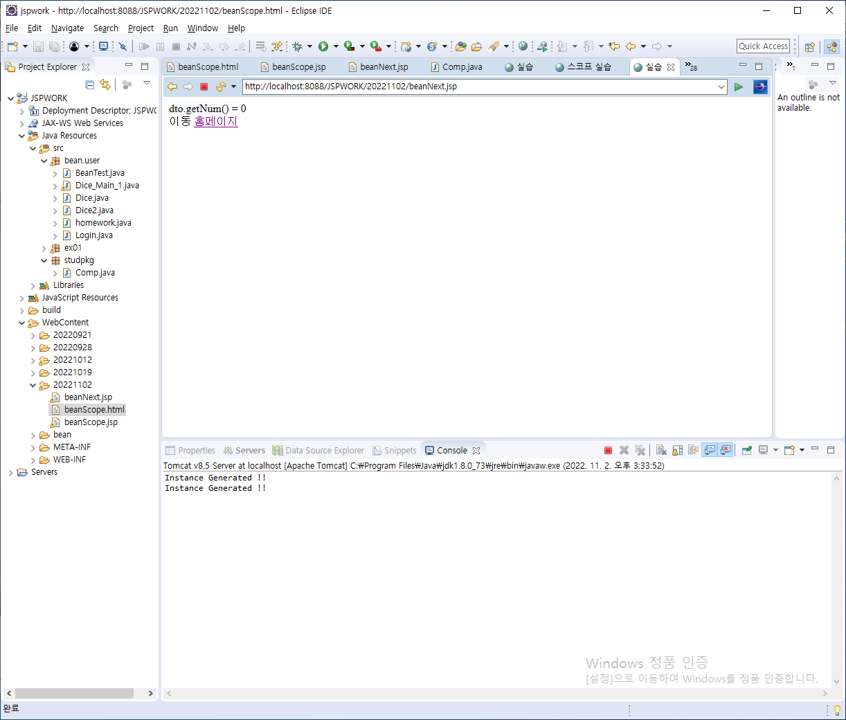 jspwork - http://localhost:8088/JSPWORK/20221102/beanScope.html - Eclipse IDE
File Edit Navigate Search Project Run Window Help
Quick Access
Project Explorer
beanScope.html beanScope.jsp beanNext.jsp Comp.java 실습 스코프 실습 실습 »28
»1
http://localhost:8088/JSPWORK/20221102/beanNext.jsp
An outline is not
available.
dto.getNum() = 0
이동 홈페이지
JSPWORK
Deployment Descriptor: JSPWC
JAX-WS Web Services
Java Resources
src
bean.user
BeanTest.java
Dice_Main_1.java
Dice.java
Dice2.java
homework.java
Login.java
ex01
studpkg
Comp.java
Libraries
JavaScript Resources
build
WebContent
20220921
20220928
20221012
20221019
20221102
beanNext.jsp
beanScope.html
beanScope.jsp
bean
META-INF
WEB-INF
Servers
Properties Servers Data Source Explorer Snippets Console
Tomcat v8.5 Server at localhost [Apache Tomcat] C:₩Program Files₩Java₩jdk1.8.0_73₩jre₩bin₩javaw.exe (2022. 11. 2. 오후 3:33:52)
Instance Generated !!
Instance Generated !!
Windows 정품 인증
[설정]으로 이동하여 Windows를 정품 인증합니다.
완료